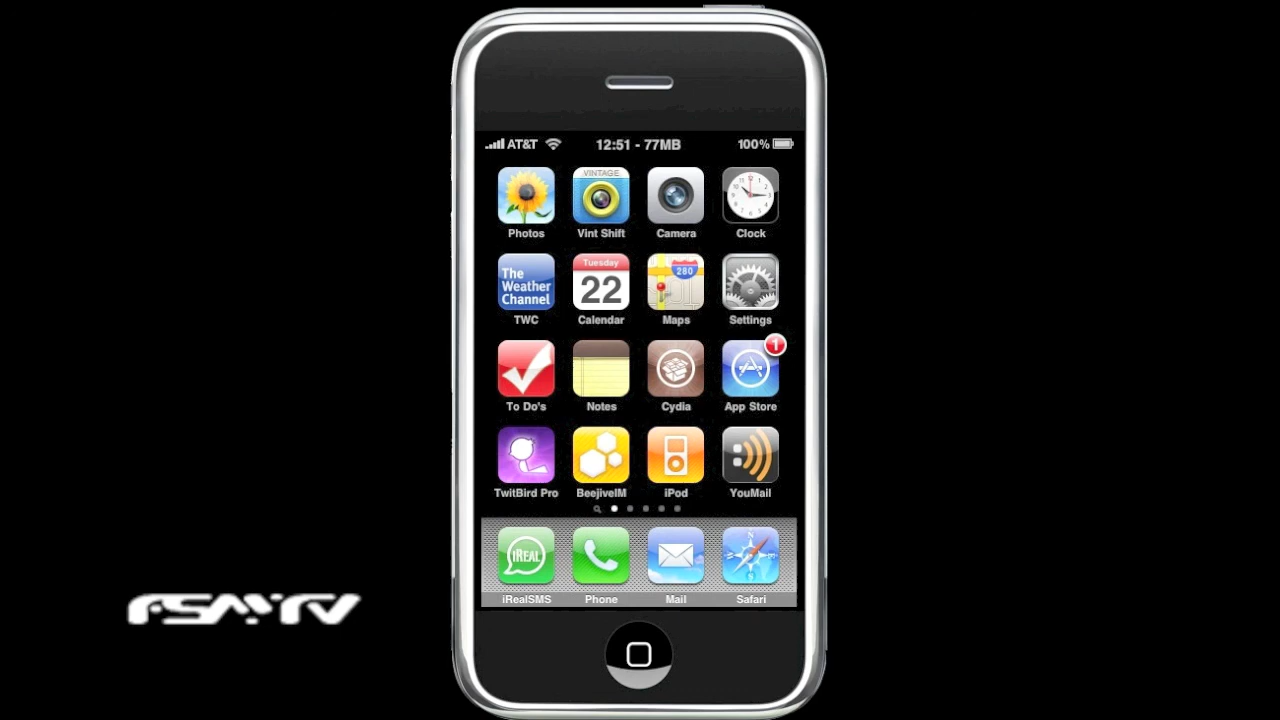 AT&T 12:51 - 77MB 100%
VINTAGE
Photos Vint Shift Camera Clock
The Weather Channel
Tuesday
22
280
TWC Calendar Maps Settings
1
To Do's Notes Cydia App Store
TwitBird Pro BeejiveIM iPod YouMail
iREAL
N
iRealSMS Phone Mail Safari